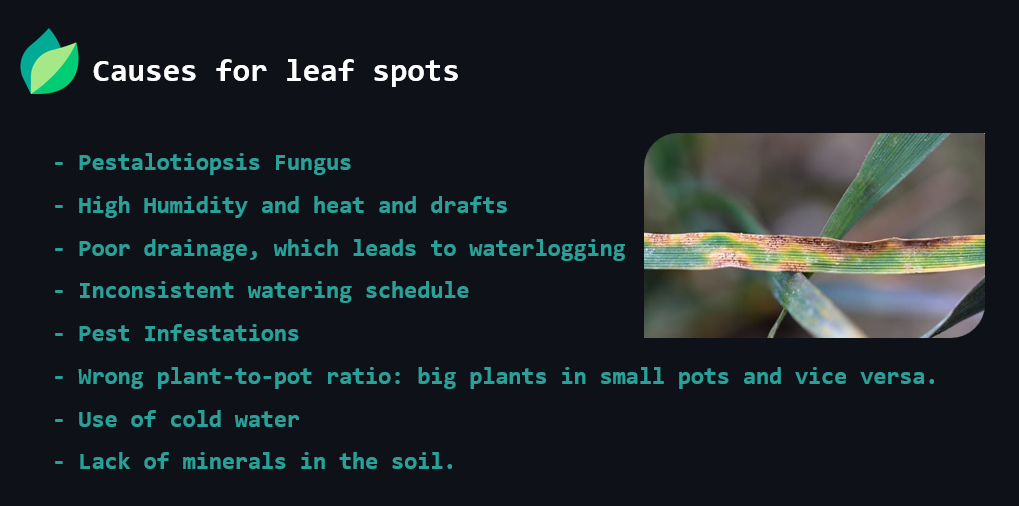 Causes for leaf spots
- Pestalotiopsis Fungus
- High Humidity and heat and drafts
- Poor drainage, which leads to waterlogging
- Inconsistent watering schedule
- Pest Infestations
- Wrong plant-to-pot ratio: big plants in small pots and vice versa.
- Use of cold water
- Lack of minerals in the soil.